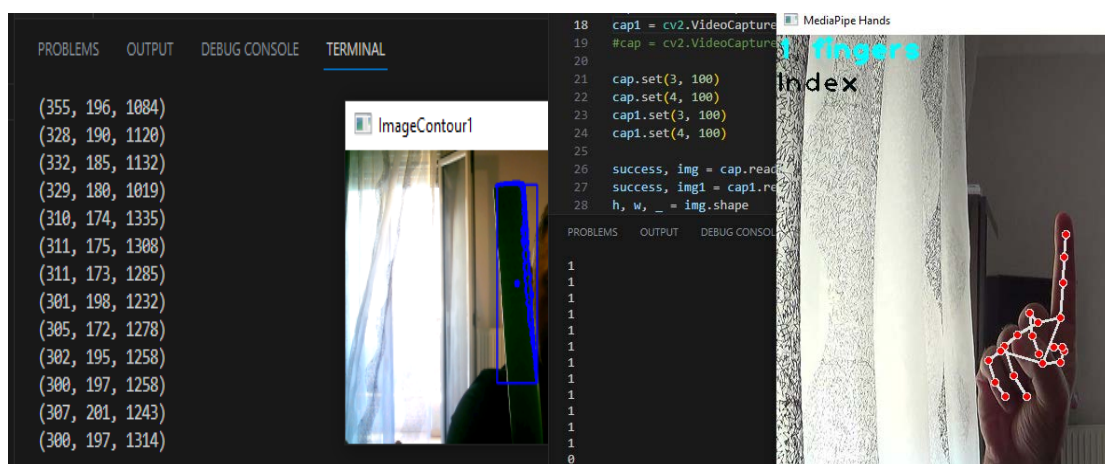 PROBLEMS OUTPUT DEBUG CONSOLE TERMINAL
(355, 196, 1084)
(328, 190, 1120)
(332, 185, 1132)
(329, 180, 1019)
(310, 174, 1335)
(311, 175, 1308)
(311, 173, 1285)
(301, 198, 1232)
(305, 172, 1278)
(302, 195, 1258)
(300, 197, 1258)
(307, 201, 1243)
(300, 197, 1314)
ImageContour1
18 cap1 = cv2.VideoCapture
19 #cap = cv2.VideoCapture
20
21 cap.set(3, 100)
22 cap.set(4, 100)
23 cap1.set(3, 100)
24 cap1.set(4, 100)
25
26 success, img = cap.read
27 success, img1 = cap1.re
28 h, w, _ = img.shape
PROBLEMS OUTPUT DEBUG CONSOL
1
1
1
1
1
1
1
1
1
1
1
1
0
MediaPipe Hands
1 fingers
Index